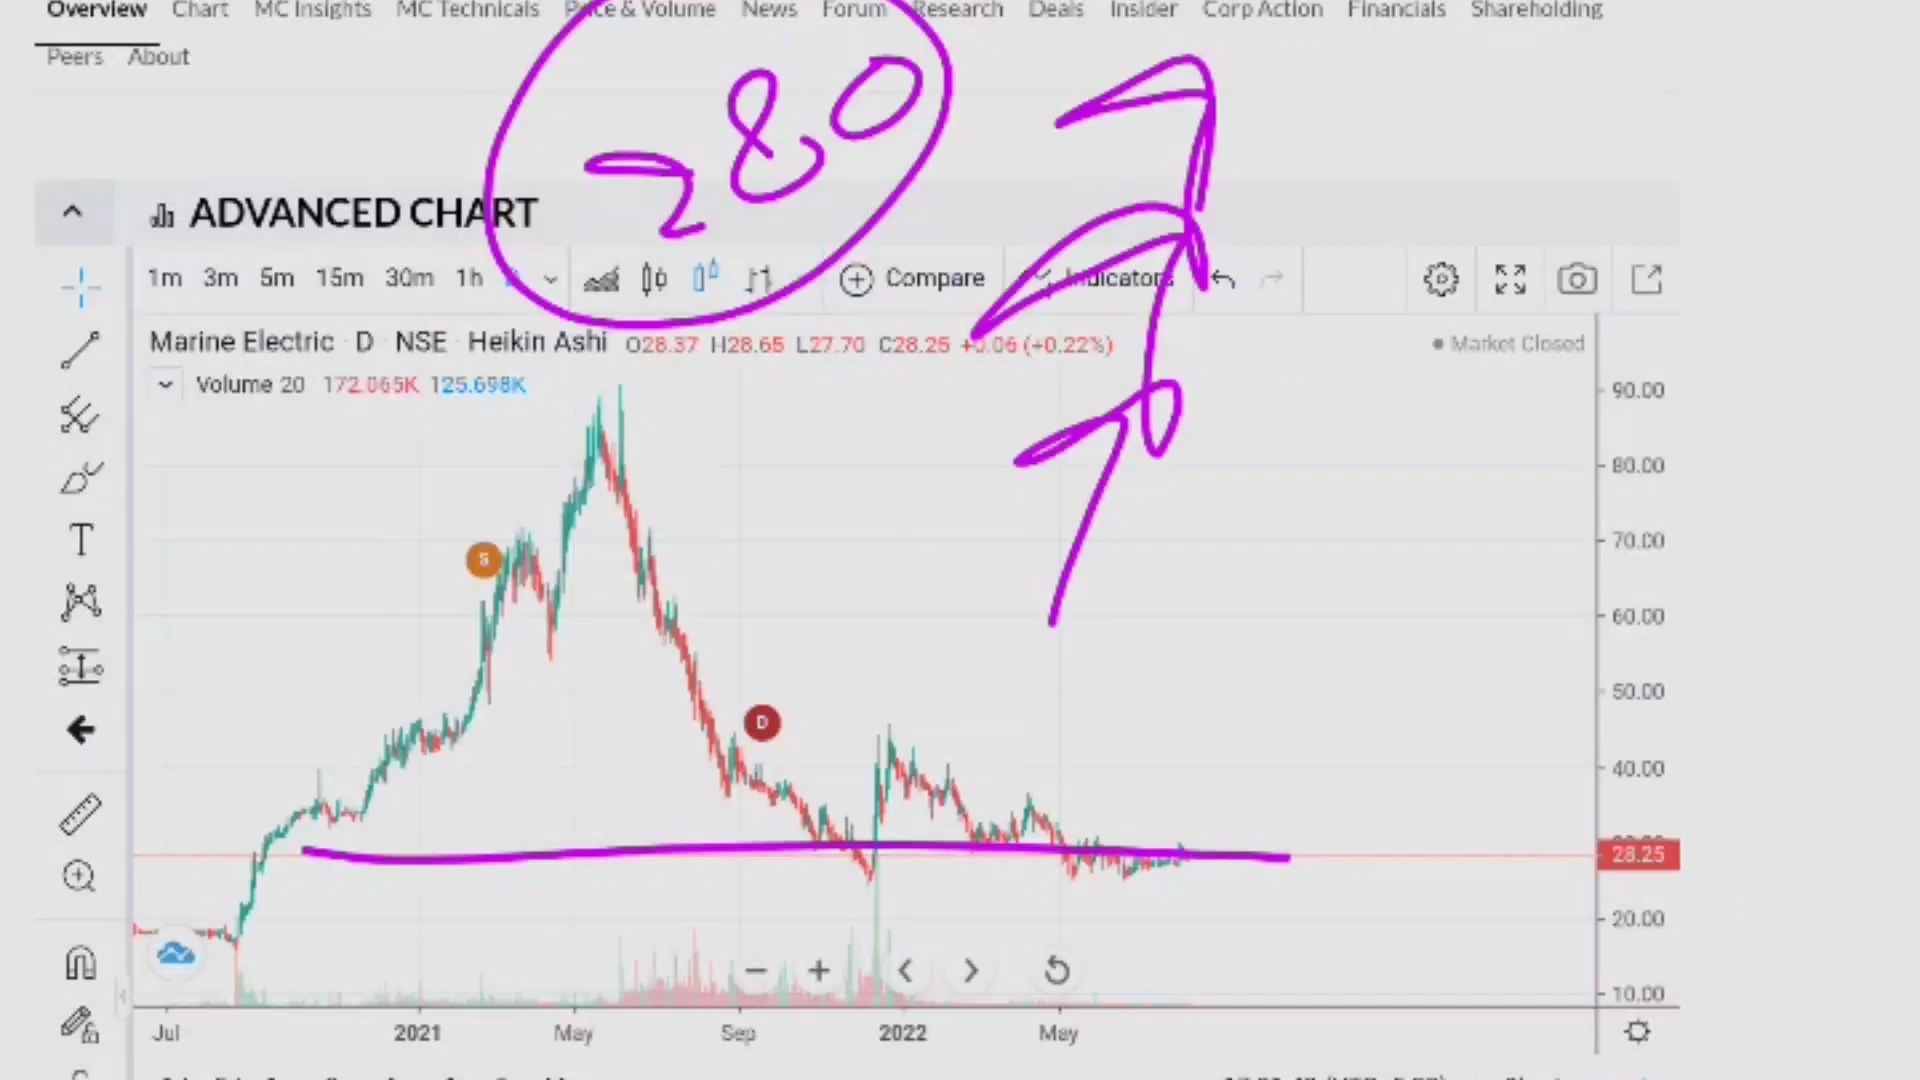 Overview Chart MC Insights MC Technicals Price & Volume News Forum Research Deals Insider Corp Action Financials Shareholding
Peers About
80
ADVANCED CHART
1m 3m 5m 15m 30m 1h Compare Indicators
Marine Electric · D · NSE · Heikin Ashi O28.37 H28.65 L27.70 C28.25 +0.06 (+0.22%) Market Closed
Volume 20 172.065K 125.698K
90.00
80.00
70.00
S
60.00
50.00
D
40.00
28.25
20.00
10.00
Jul 2021 May Sep 2022 May